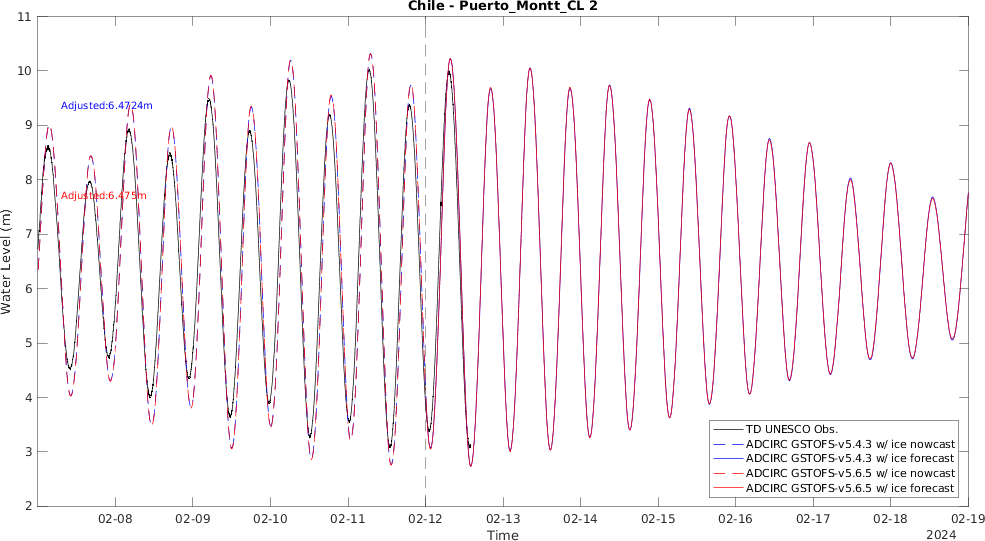 Chile - Puerto_Montt_CL 2
11
10
9
8
7
6
5
4
3
2
Water Level (m)
Adjusted:6.4724m
Adjusted:6.475m
TD UNESCO Obs.
ADCIRC GSTOFS-v5.4.3 w/ ice nowcast
ADCIRC GSTOFS-v5.4.3 w/ ice forecast
ADCIRC GSTOFS-v5.6.5 w/ ice nowcast
ADCIRC GSTOFS-v5.6.5 w/ ice forecast
02-08 02-09 02-10 02-11 02-12 02-13 02-14 02-15 02-16 02-17 02-18 02-19
Time
2024